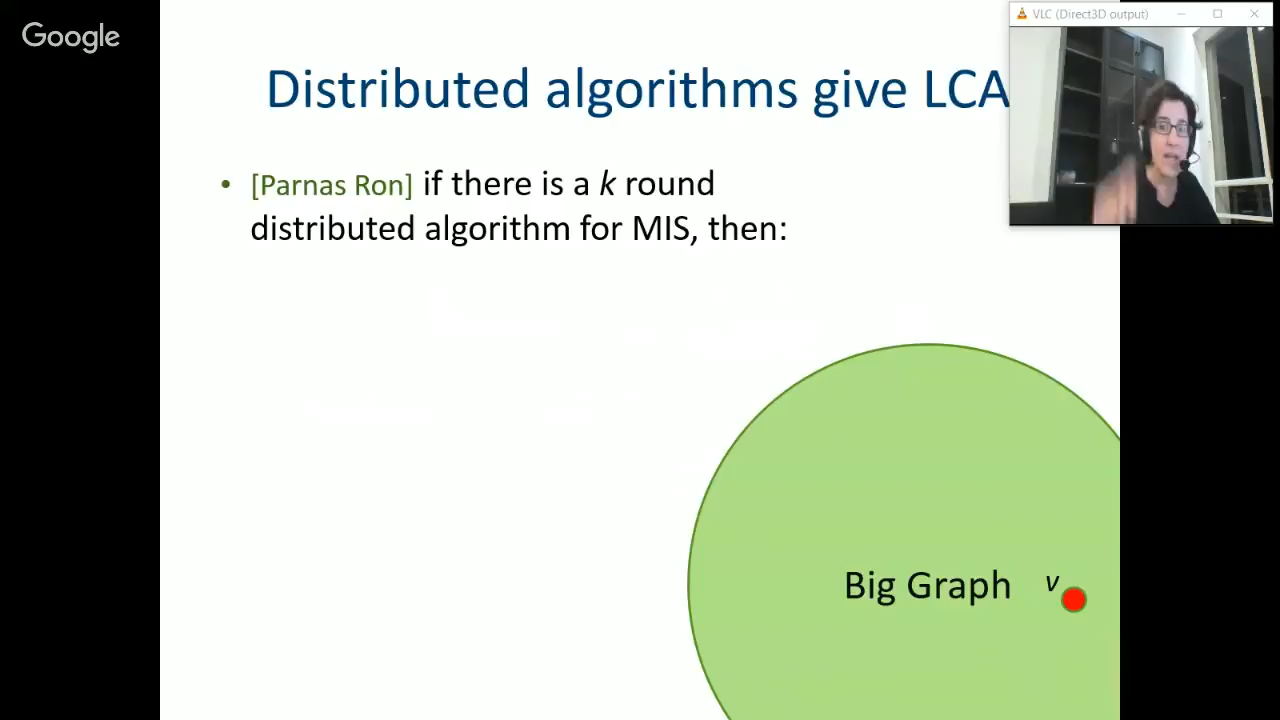 Google
VLC (Direct3D output)
Distributed algorithms give LCA
• [Parnas Ron] if there is a k round
distributed algorithm for MIS, then:
Big Graph
v